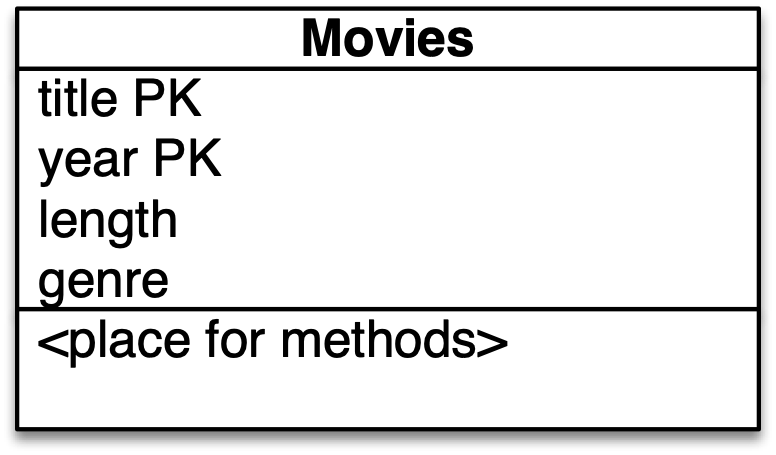 Movies
title PK
year PK
length
genre
<place for methods>